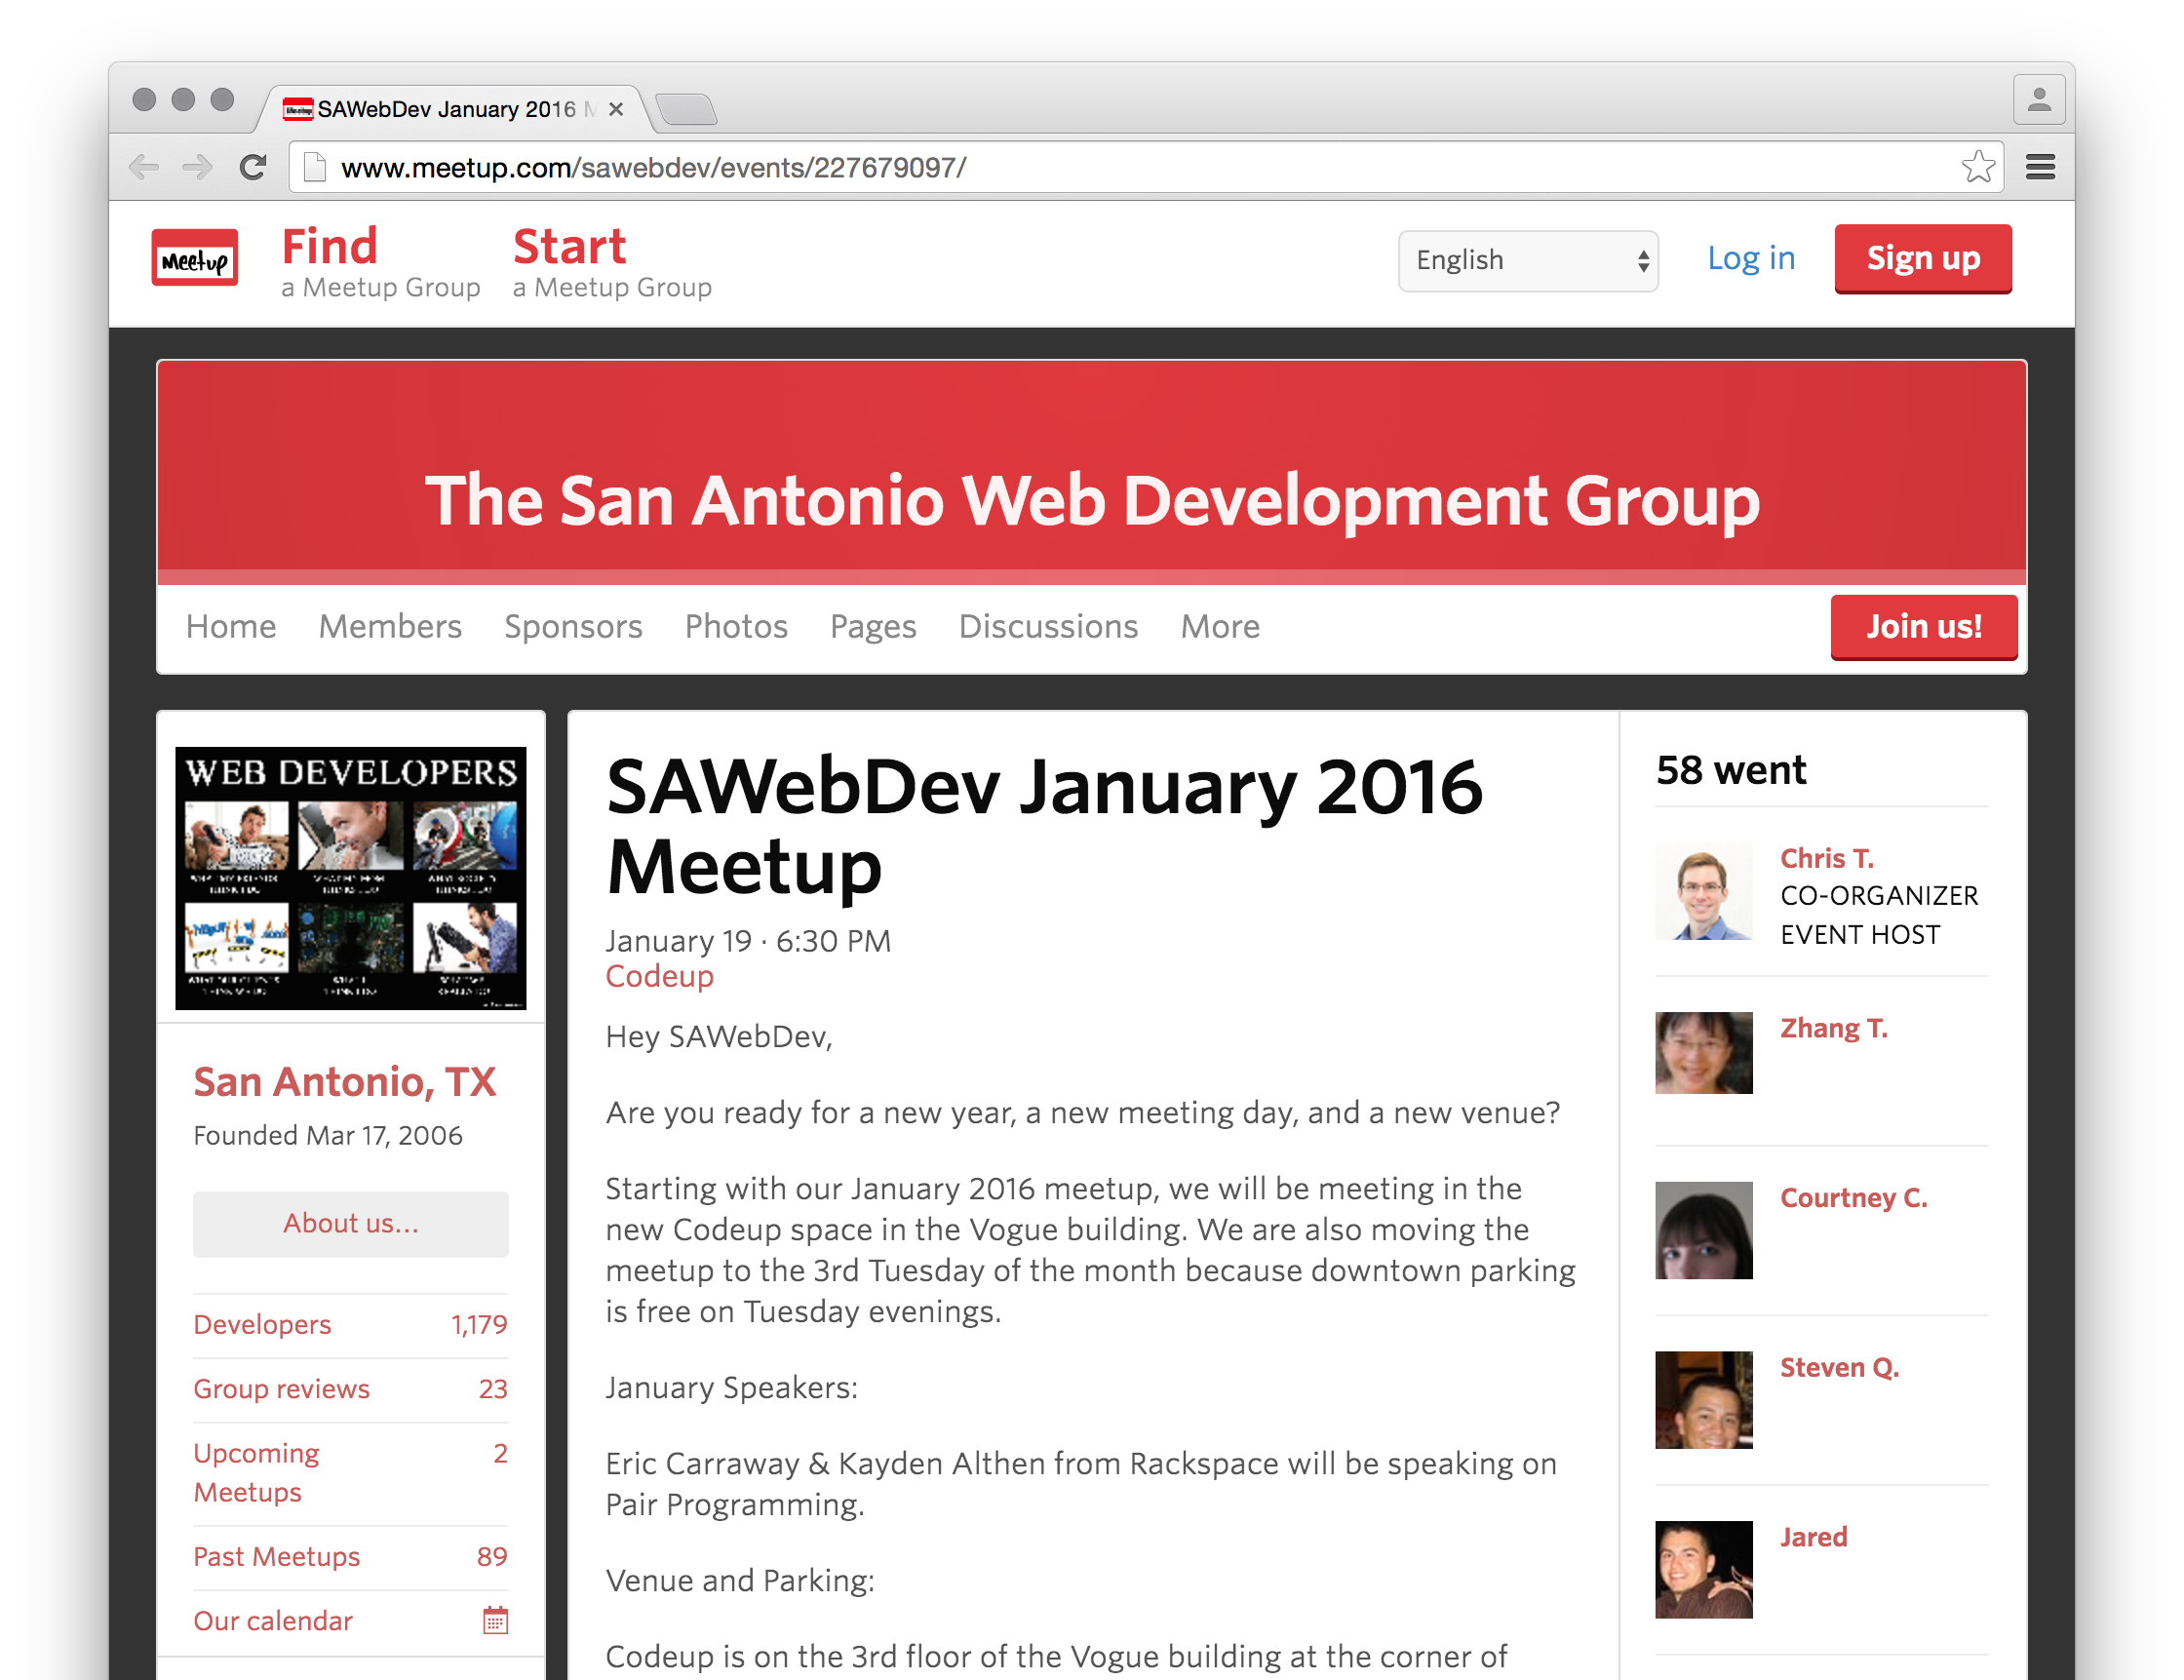 SAWebDev January 2016 M
www.meetup.com/sawebdev/events/227679097/
Meetup
Find
a Meetup Group
Start
a Meetup Group
English
Log in
Sign up
The San Antonio Web Development Group
Home Members Sponsors Photos Pages Discussions More
Join us!
WEB DEVELOPERS
San Antonio, TX
Founded Mar 17, 2006
About us...
Developers 1,179
Group reviews 23
Upcoming 2
Meetups
Past Meetups 89
Our calendar
SAWebDev January 2016
Meetup
January 19 · 6:30 PM
Codeup
Hey SAWebDev,
Are you ready for a new year, a new meeting day, and a new venue?
Starting with our January 2016 meetup, we will be meeting in the
new Codeup space in the Vogue building. We are also moving the
meetup to the 3rd Tuesday of the month because downtown parking
is free on Tuesday evenings.
January Speakers:
Eric Carraway & Kayden Althen from Rackspace will be speaking on
Pair Programming.
Venue and Parking:
Codeup is on the 3rd floor of the Vogue building at the corner of
58 went
Chris T.
CO-ORGANIZER
EVENT HOST
Zhang T.
Courtney C.
Steven Q.
Jared